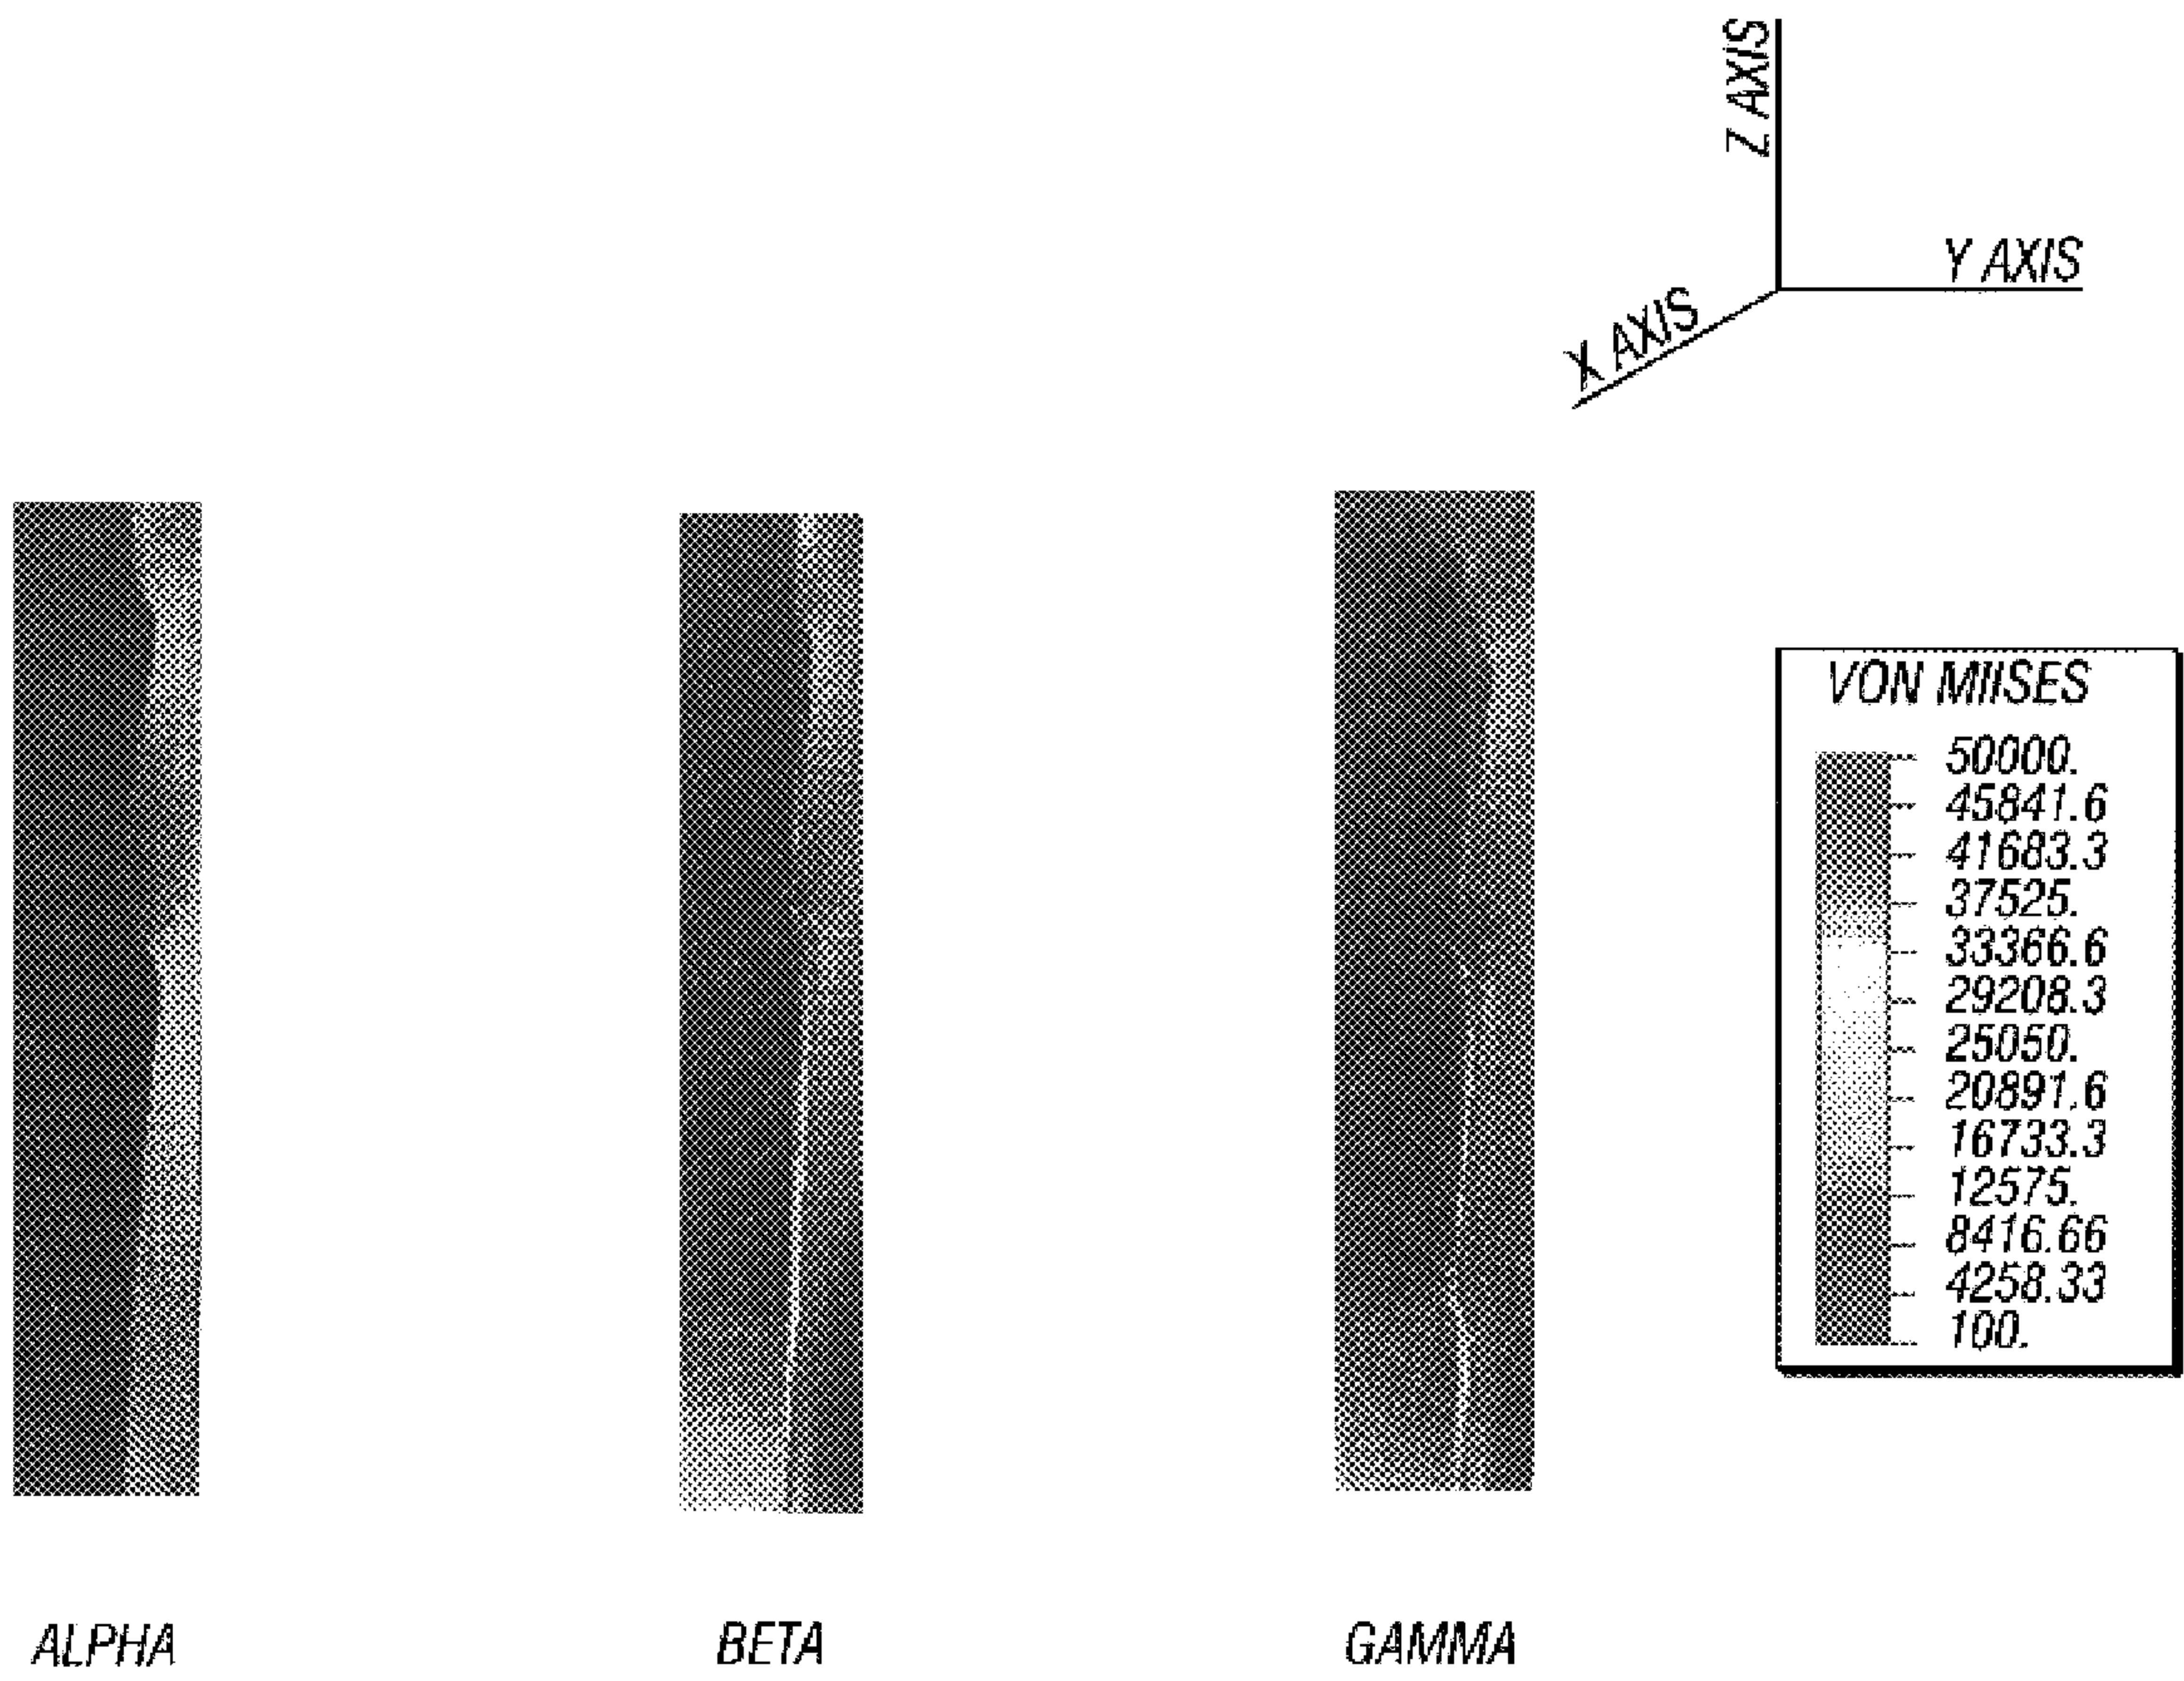 Z AXIS
Y AXIS
X AXIS
VON MIISES
50000.
45841.6
41683.3
37525.
33366.6
29208.3
25050.
20891.6
16733.3
12575.
8416.66
4258.33
100.
ALPHA
BETA
GAMMA